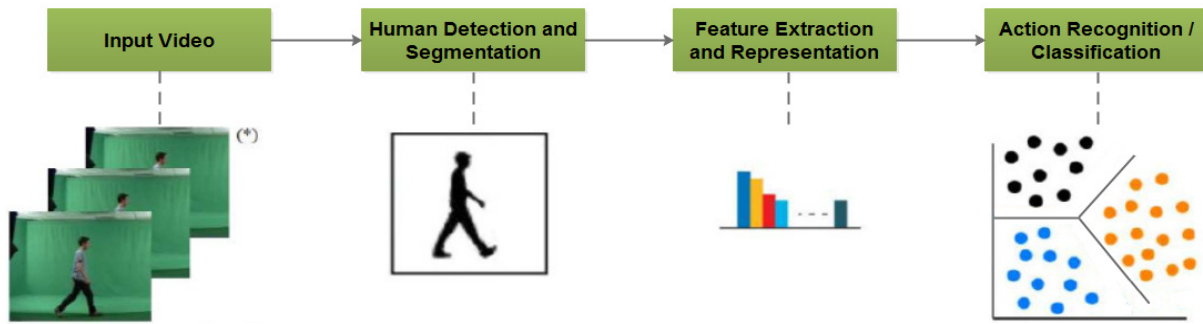 Input Video
Human Detection and
Segmentation
Feature Extraction
and Representation
Action Recognition /
Classification
(*)